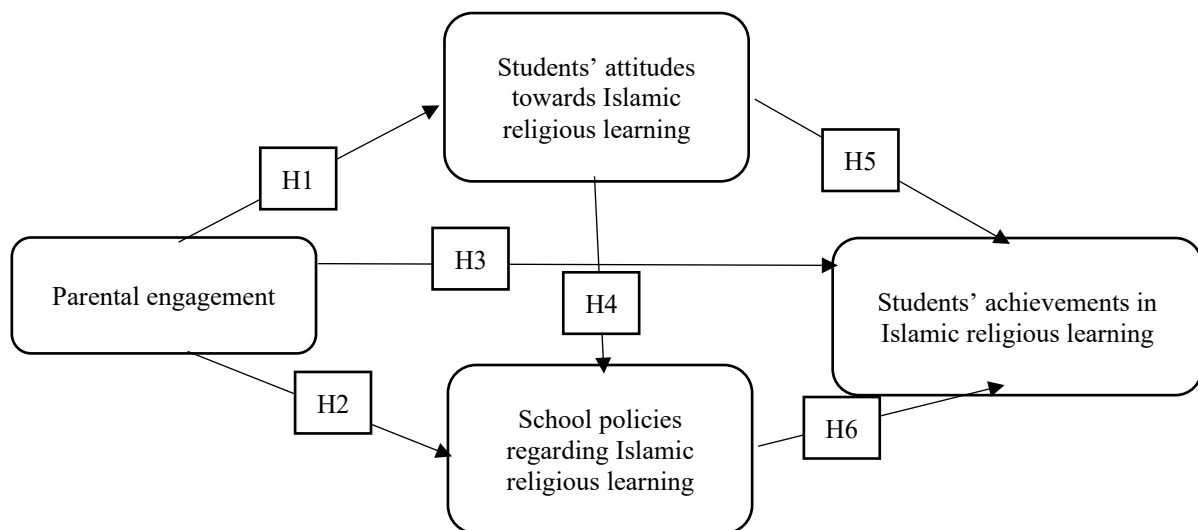 Students’ attitudes
towards Islamic
religious learning
H1
H5
H3
Parental engagement
H4
Students’ achievements in
Islamic religious learning
H2
School policies
regarding Islamic
religious learning
H6